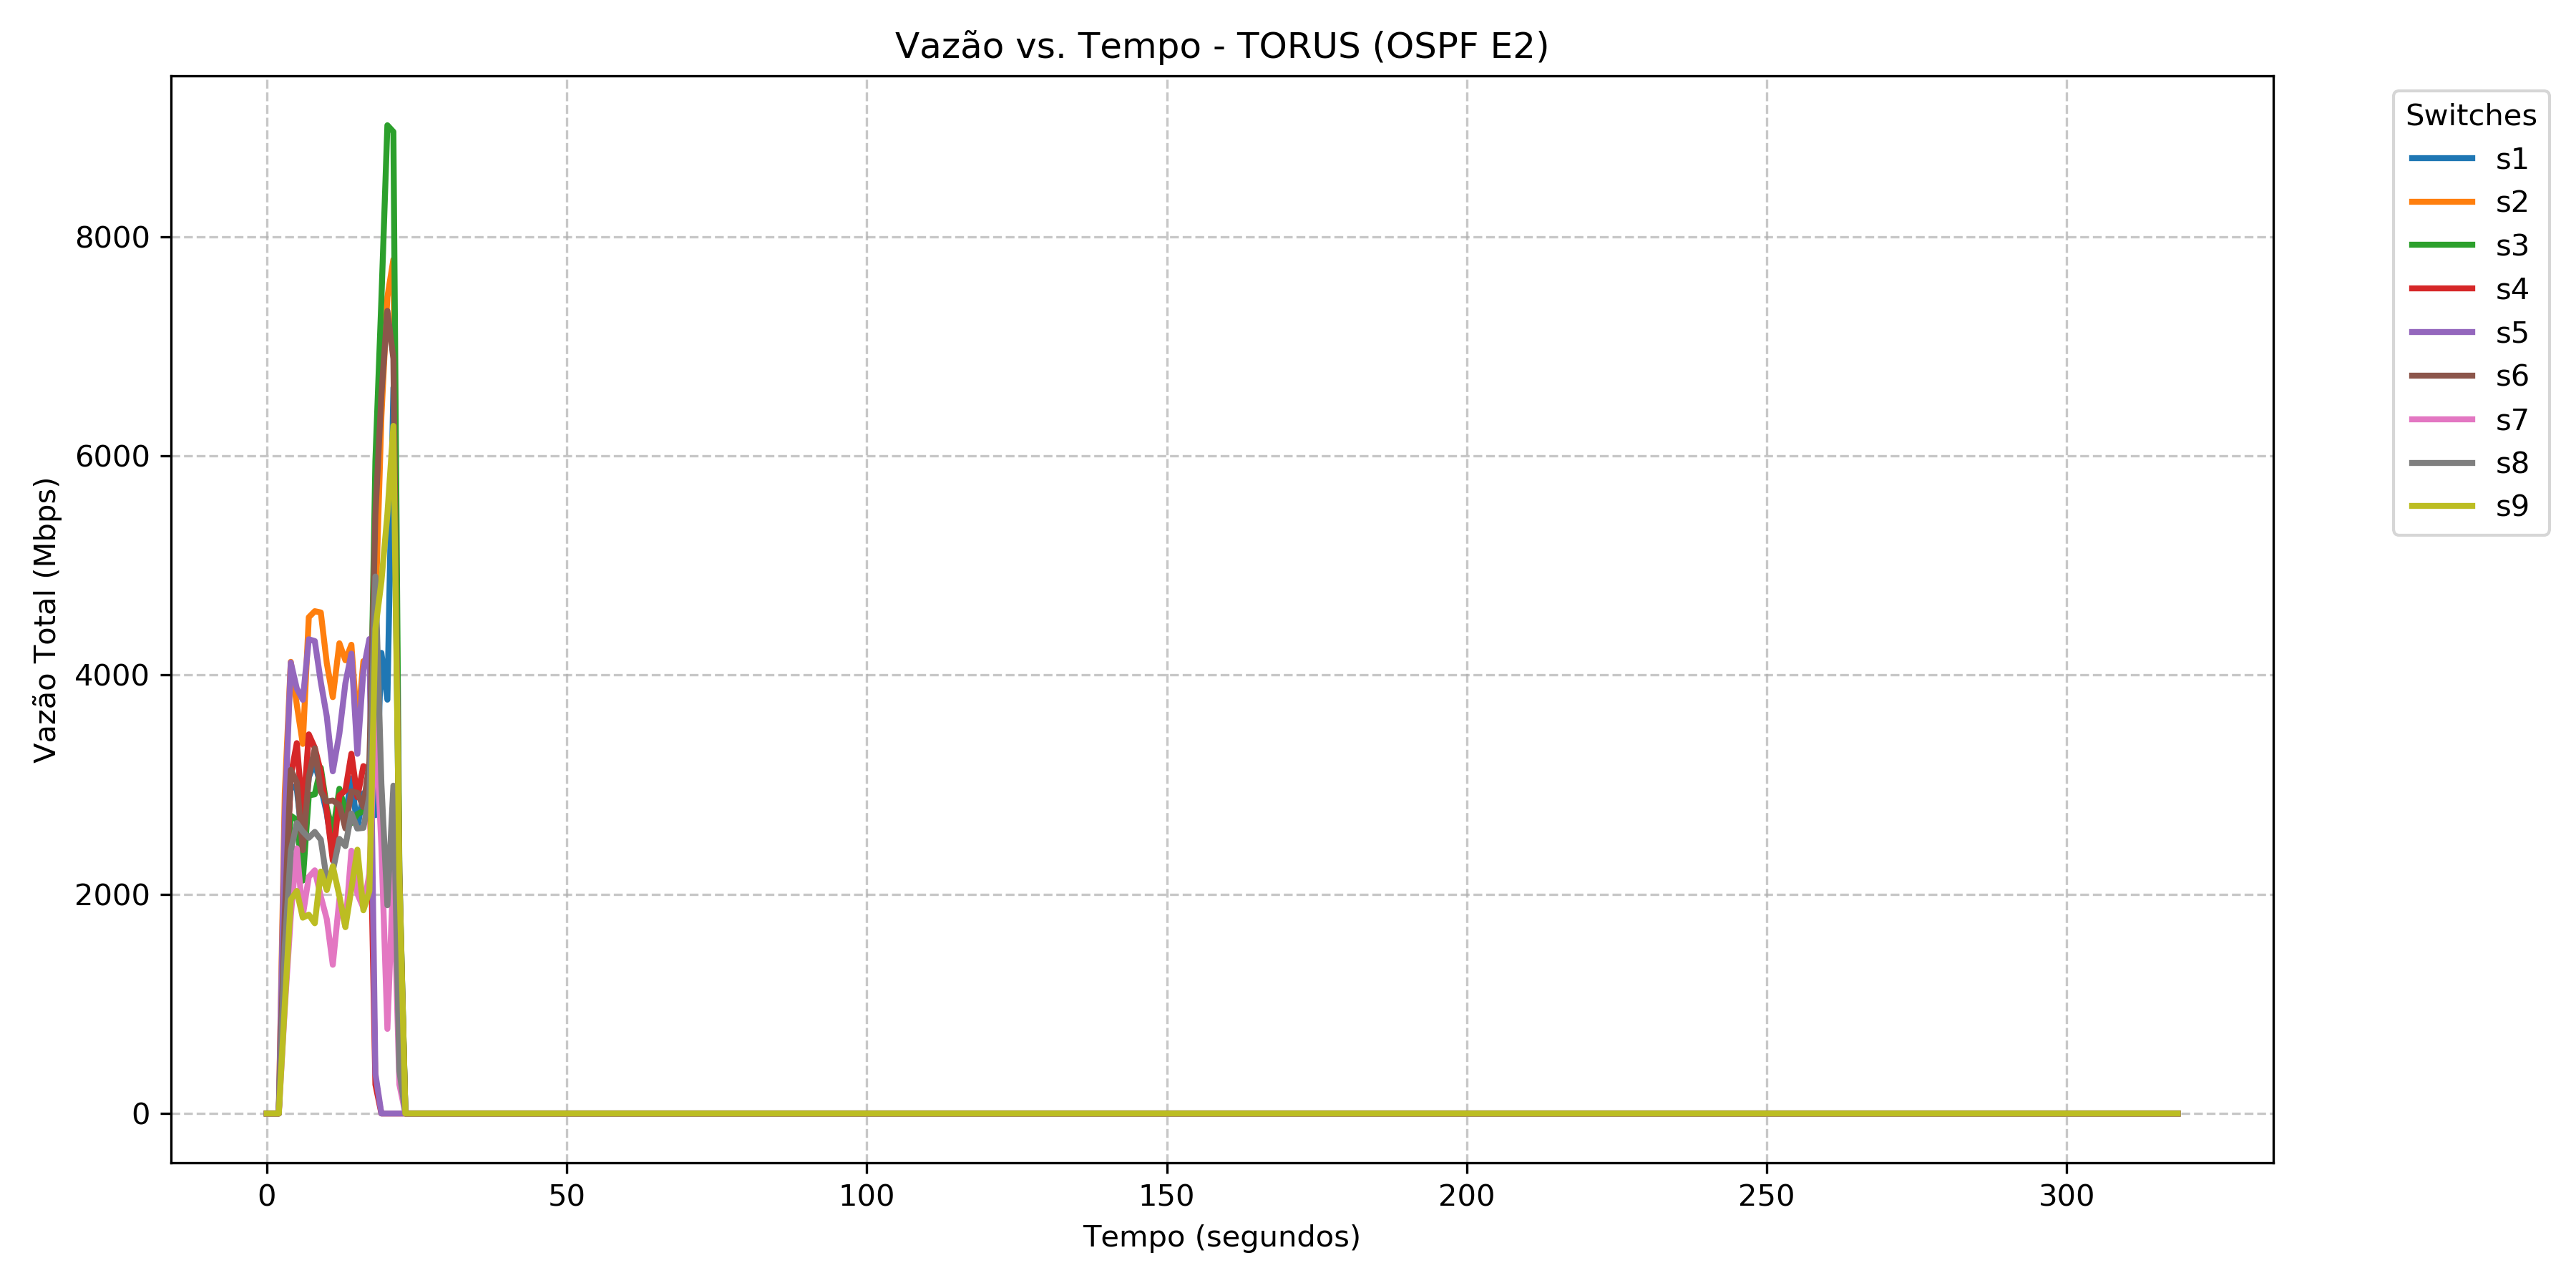 Vazão vs. Tempo - TORUS (OSPF E2)
Vazão Total (Mbps)
8000
6000
4000
2000
0
0 50 100 150 200 250 300
Tempo (segundos)
Switches
s1
s2
s3
s4
s5
s6
s7
s8
s9